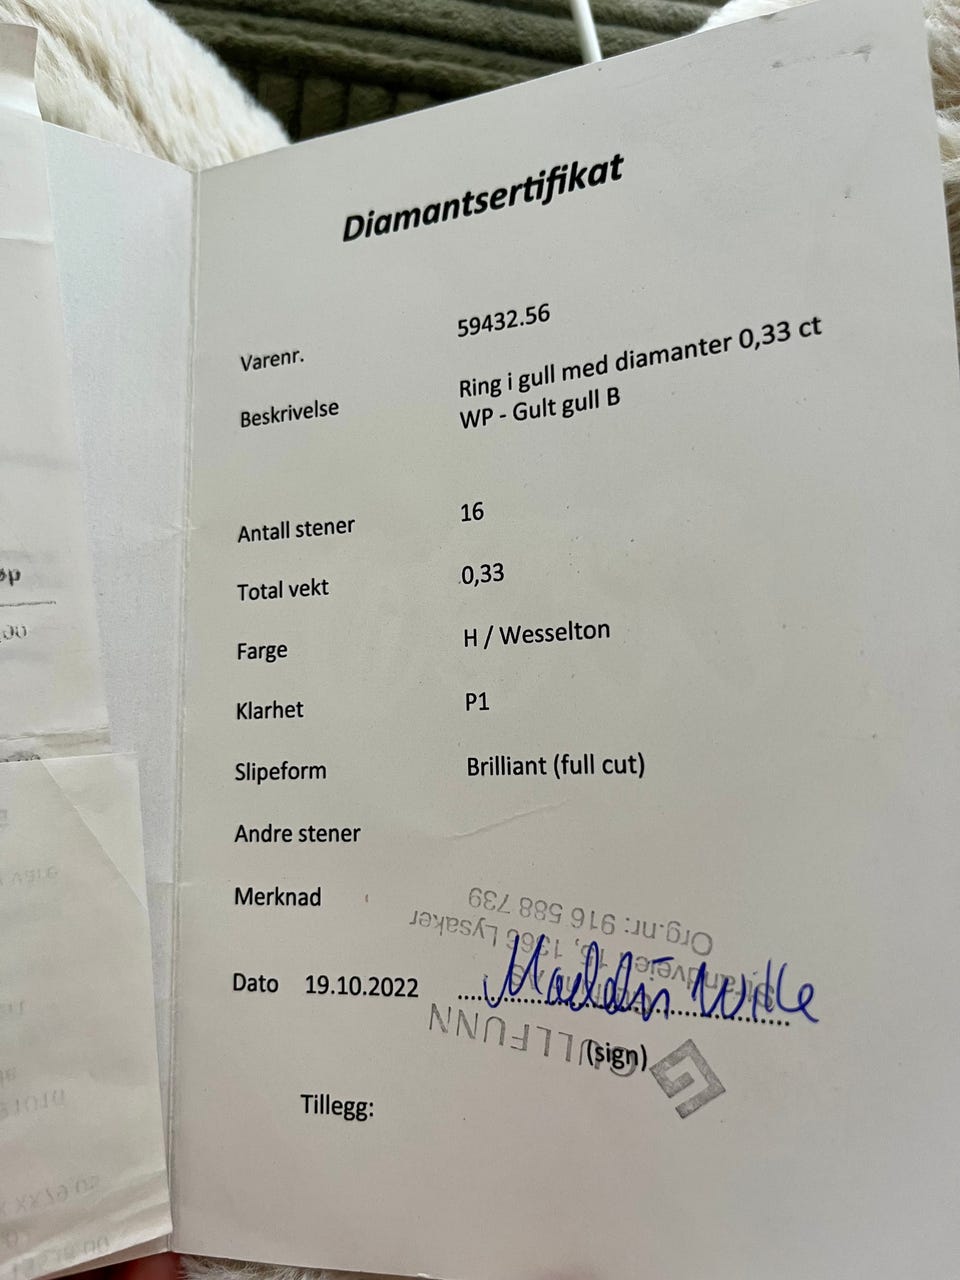 Diamantsertifikat
Varenr. 59432.56
Beskrivelse Ring i gull med diamanter 0,33 ct
WP - Gult gull B
Antall stener 16
Total vekt 0,33
Farge H / Wesselton
Klarhet P1
Slipeform Brilliant (full cut)
Andre stener
Merknad
Org.nr: 916 588 739
1366 Lysaker
Dato 19.10.2022
(sign)
GULLFUNN
Tillegg: